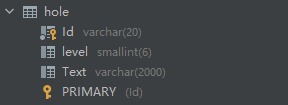 hole
Id varchar(20)
level smallint(6)
Text varchar(2000)
PRIMARY (Id)